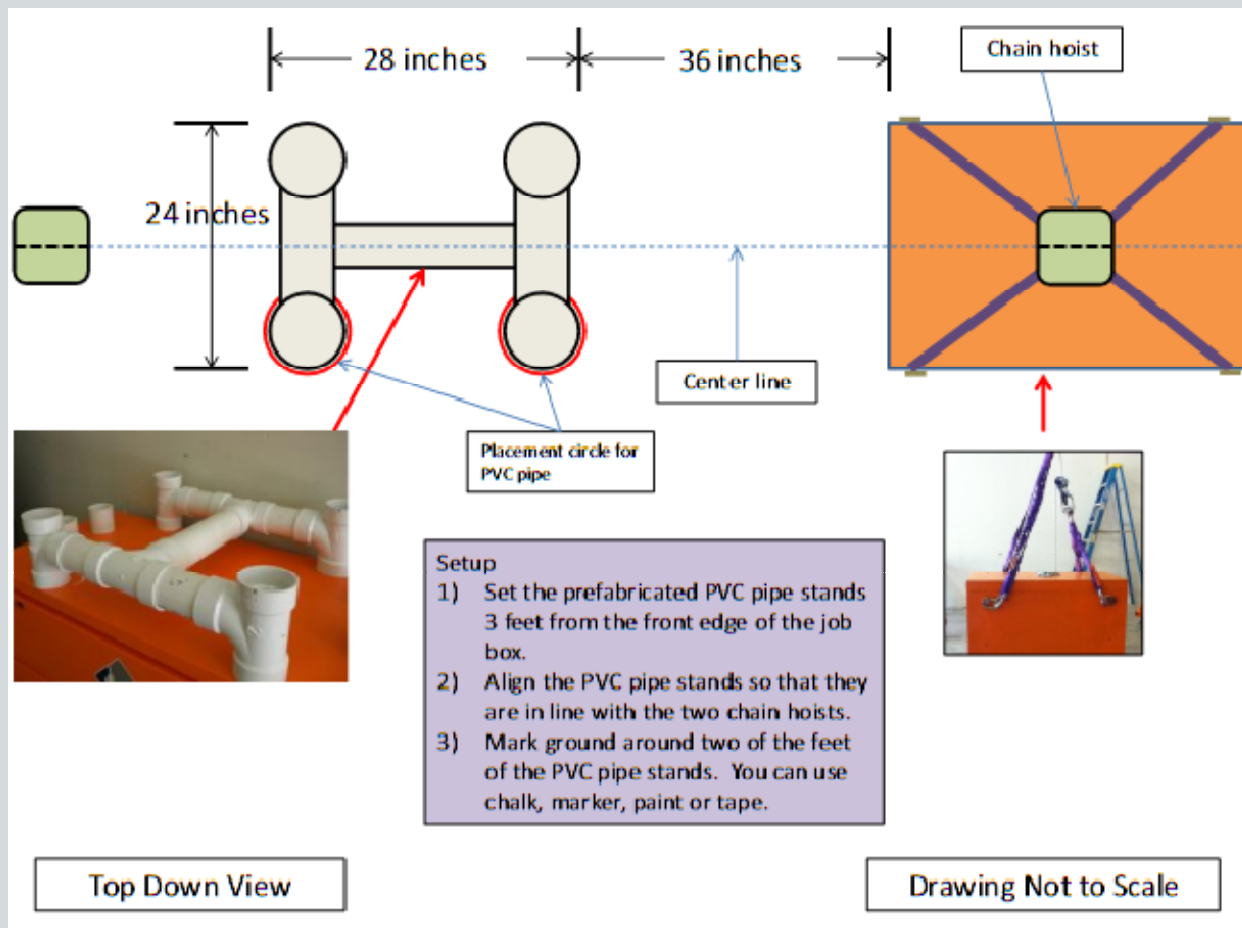 28 inches
36 inches
Chain hoist
24 inches
Center line
Placement circle for
PVC pipe
Setup
1) Set the prefabricated PVC pipe stands
3 feet from the front edge of the job
box.
2) Align the PVC pipe stands so that they
are in line with the two chain hoists.
3) Mark ground around two of the feet
of the PVC pipe stands. You can use
chalk, marker, paint or tape.
Top Down View
Drawing Not to Scale